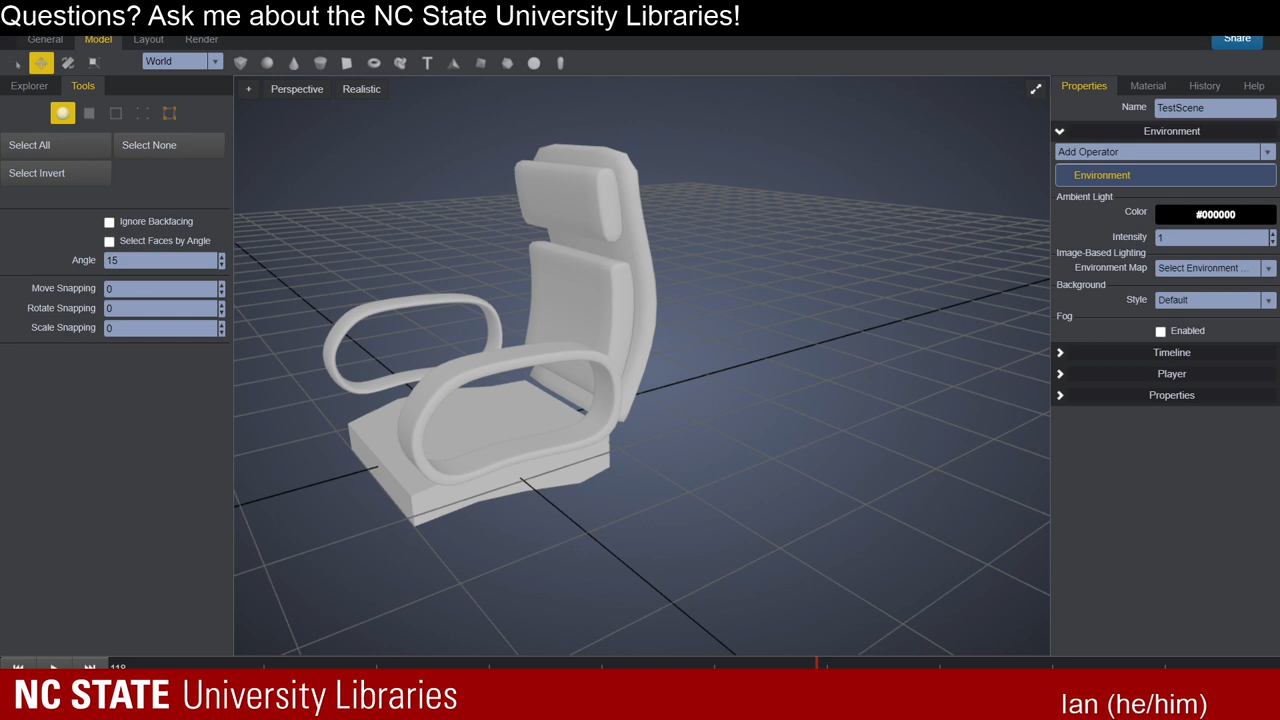 Questions? Ask me about the NC State University Libraries!
General Model Layout Render
Share
World
Explorer Tools
Perspective Realistic
Properties Material History Help
Name TestScene
Environment
Select All Select None
Add Operator
Select Invert
Environment
Ambient Light
Color #000000
Ignore Backfacing
Intensity 1
Select Faces by Angle
Image-Based Lighting
Angle 15
Environment Map Select Environment ...
Background
Move Snapping 0
Style Default
Rotate Snapping 0
Fog
Scale Snapping 0
Enabled
Timeline
Player
Properties
118
NC STATE University Libraries
Ian (he/him)